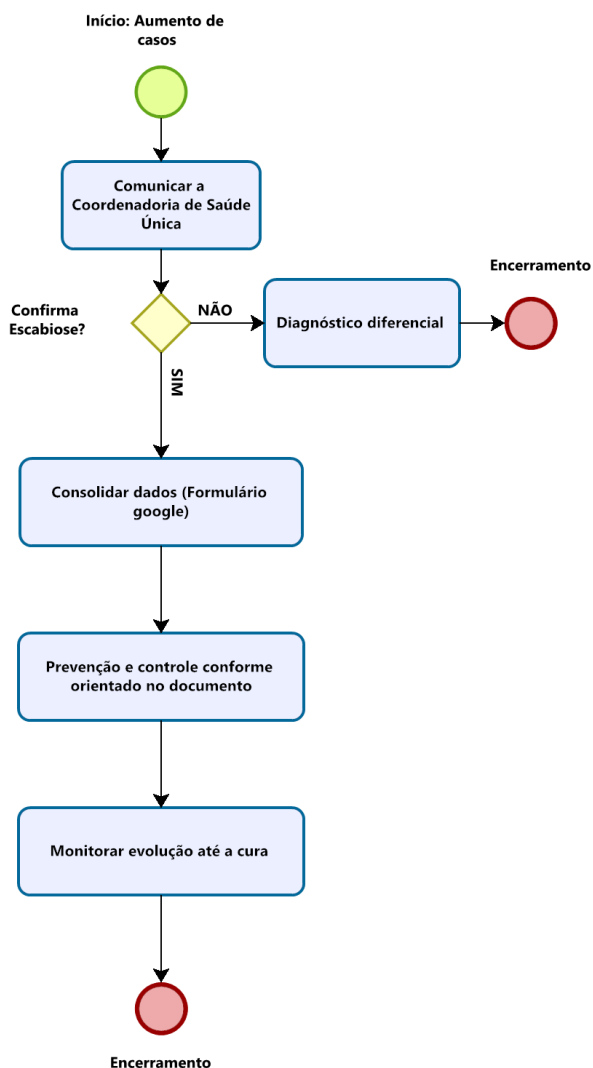 Início: Aumento de
casos
Comunicar a
Coordenadoria de Saúde
Única
Confirma
Escabiose?
NÃO
Diagnóstico diferencial
Encerramento
SIM
Consolidar dados (Formulário
google)
Prevenção e controle conforme
orientado no documento
Monitorar evolução até a cura
Encerramento